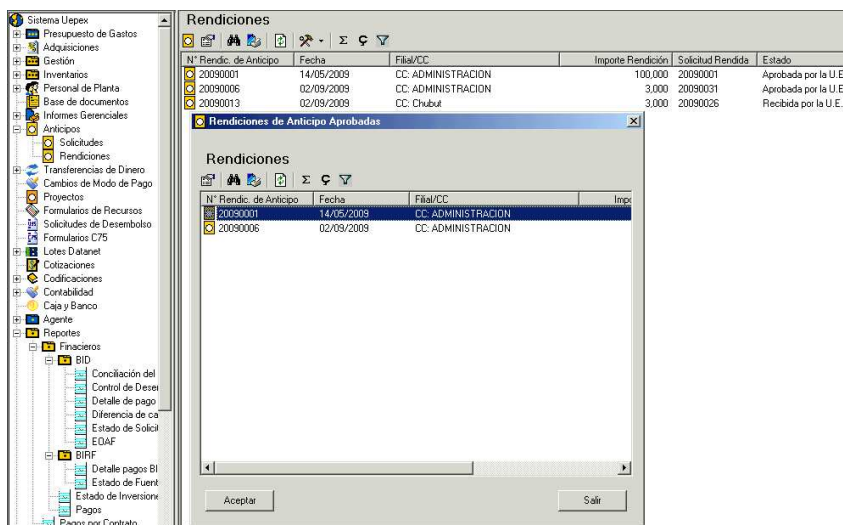 Sistema Uepex
Presupuesto de Gastos
Adquisiciones
Gestión
Inventarios
Personal de Planta
Base de documentos
Informes Gerenciales
Anticipos
Solicitudes
Rendiciones
Transferencias de Dinero
Cambios de Modo de Pago
Proyectos
Formularios de Recursos
Solicitudes de Desembolso
Formularios C75
Lotes Datanet
Cotizaciones
Codificaciones
Contabilidad
Caja y Banco
Agente
Reportes
Finacieros
BID
Conciliación del
Control de Deser
Detalle de pago
Diferencia de ca
Estado de Solicit
EOAF
BIRF
Detalle pagos BI
Estado de Fuent
Estado de Inversione
Pagos
Pagos por Contrato
Rendiciones
N° Rendic. de Anticipo Fecha Filial/CC Importe Rendición Solicitud Rendida Estado
20090001 14/05/2009 CC: ADMINISTRACION 100,000 20090001 Aprobada por la U.E
20090006 02/09/2009 CC: ADMINISTRACION 3,000 20090031 Aprobada por la U.E
20090013 02/09/2009 CC: Chubut 3,000 20090026 Recibida por la U.E.
Rendiciones de Anticipo Aprobadas
Rendiciones
N° Rendic. de Anticipo Fecha Filial/CC Impo
20090001 14/05/2009 CC: ADMINISTRACION
20090006 02/09/2009 CC: ADMINISTRACION
Aceptar Salir